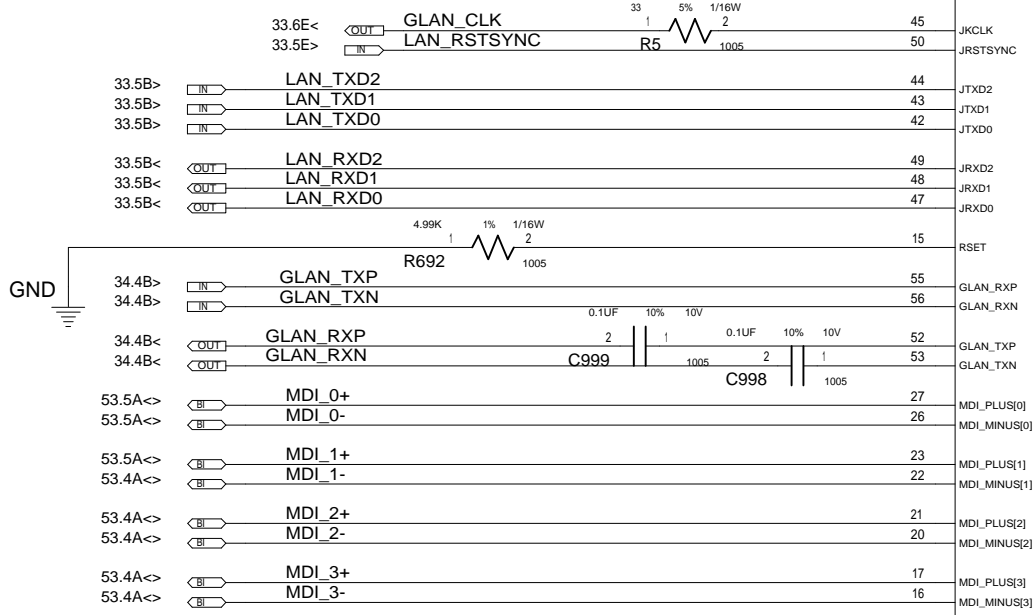 33 5% 1/16W
33.6E< OUT GLAN_CLK 1 2 45 JKCLK
33.5E> IN LAN_RSTSYNC R5 1005 50 JRSTSYNC
33.5B> IN LAN_TXD2 44 JTXD2
33.5B> IN LAN_TXD1 43 JTXD1
33.5B> IN LAN_TXD0 42 JTXD0
33.5B< OUT LAN_RXD2 49 JRXD2
33.5B< OUT LAN_RXD1 48 JRXD1
33.5B< OUT LAN_RXD0 47 JRXD0
4.99K 1% 1/16W
1 2 15 RSET
R692 1005
GND
34.4B> IN GLAN_TXP 55 GLAN_RXP
34.4B> IN GLAN_TXN 56 GLAN_RXN
0.1UF 10% 10V 0.1UF 10% 10V
34.4B< OUT GLAN_RXP 2 1 52 GLAN_TXP
34.4B< OUT GLAN_RXN C999 1005 2 1 53 GLAN_TXN
C998 1005
53.5A<> BI MDI_0+ 27 MDI_PLUS[0]
53.5A<> BI MDI_0- 26 MDI_MINUS[0]
53.5A<> BI MDI_1+ 23 MDI_PLUS[1]
53.4A<> BI MDI_1- 22 MDI_MINUS[1]
53.4A<> BI MDI_2+ 21 MDI_PLUS[2]
53.4A<> BI MDI_2- 20 MDI_MINUS[2]
53.4A<> BI MDI_3+ 17 MDI_PLUS[3]
53.4A<> BI MDI_3- 16 MDI_MINUS[3]